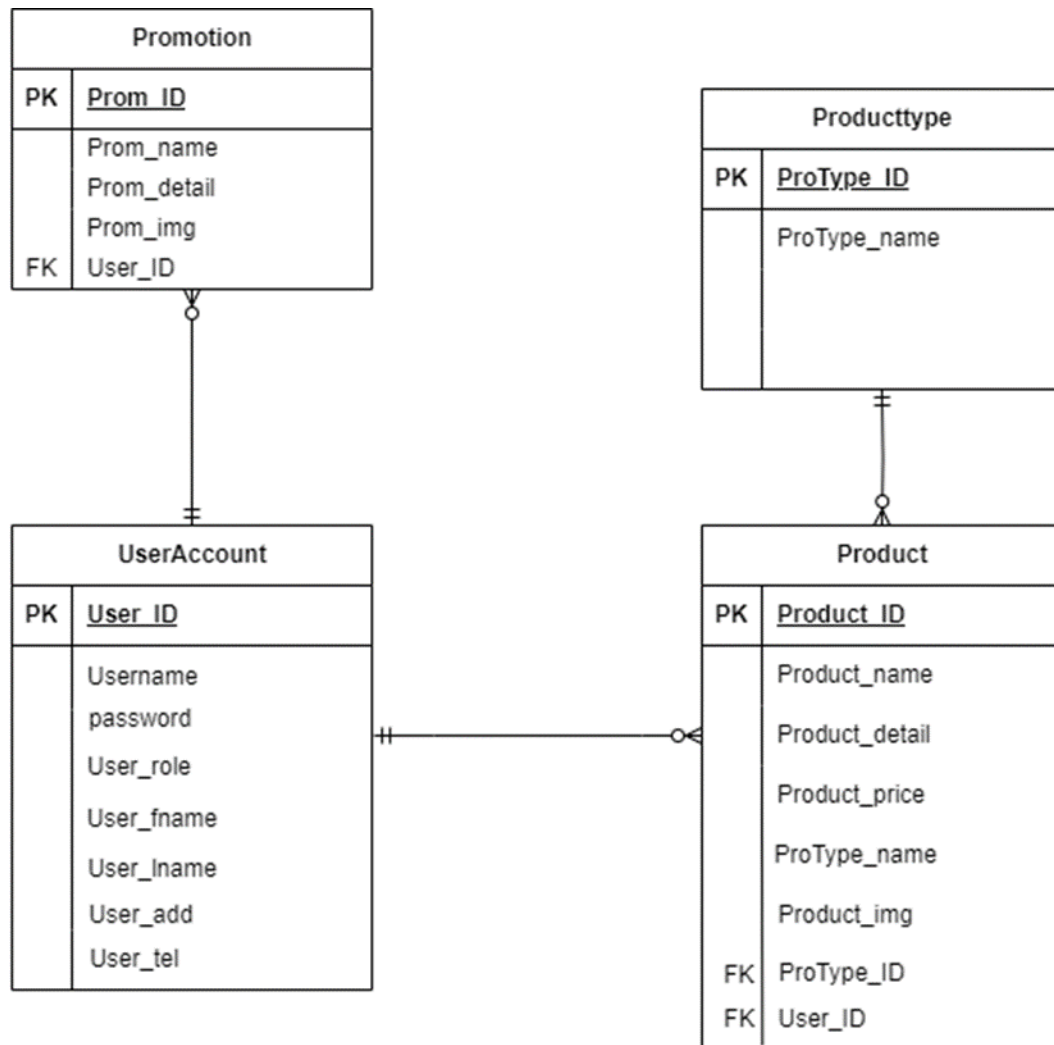 Promotion
PK Prom_ID
Prom_name
Prom_detail
Prom_img
FK User_ID
Producttype
PK ProType_ID
ProType_name
UserAccount
PK User_ID
Username
password
User_role
User_fname
User_lname
User_add
User_tel
Product
PK Product_ID
Product_name
Product_detail
Product_price
ProType_name
Product_img
FK ProType_ID
FK User_ID